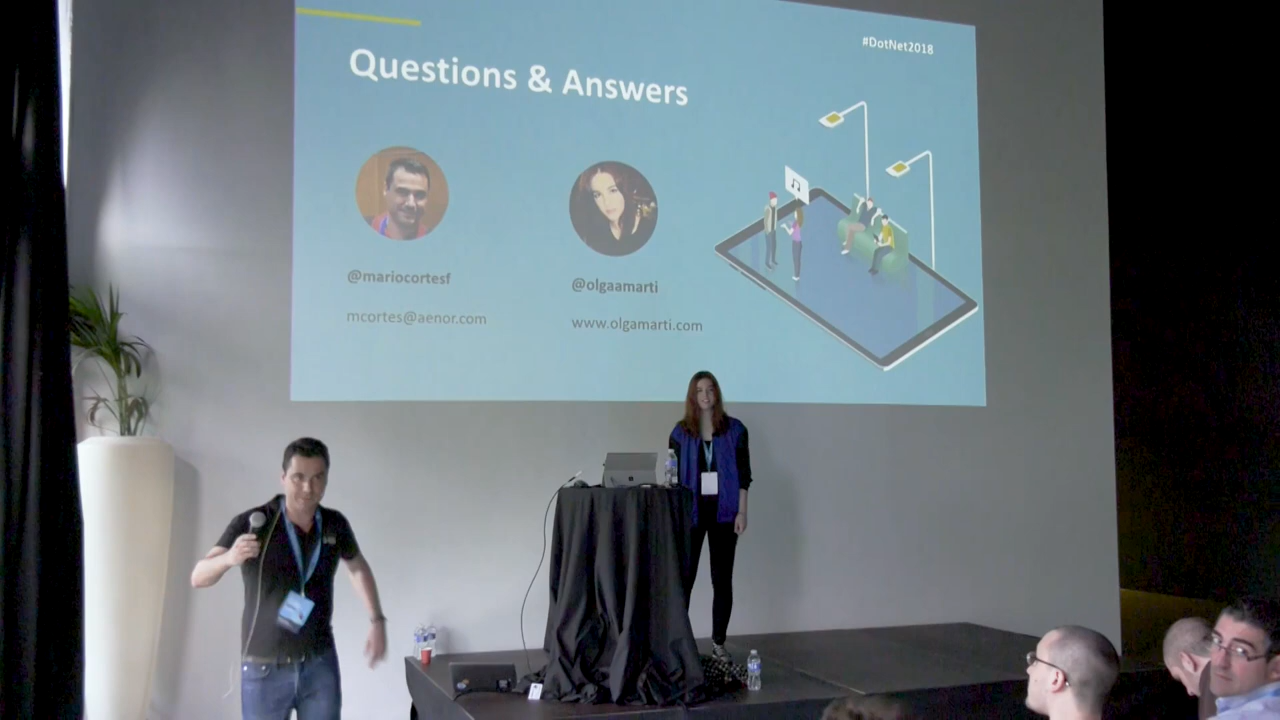 #DotNet2018
Questions & Answers
@mariocortesf
@olgaamarti
mcortes@aenor.com
www.olgamarti.com